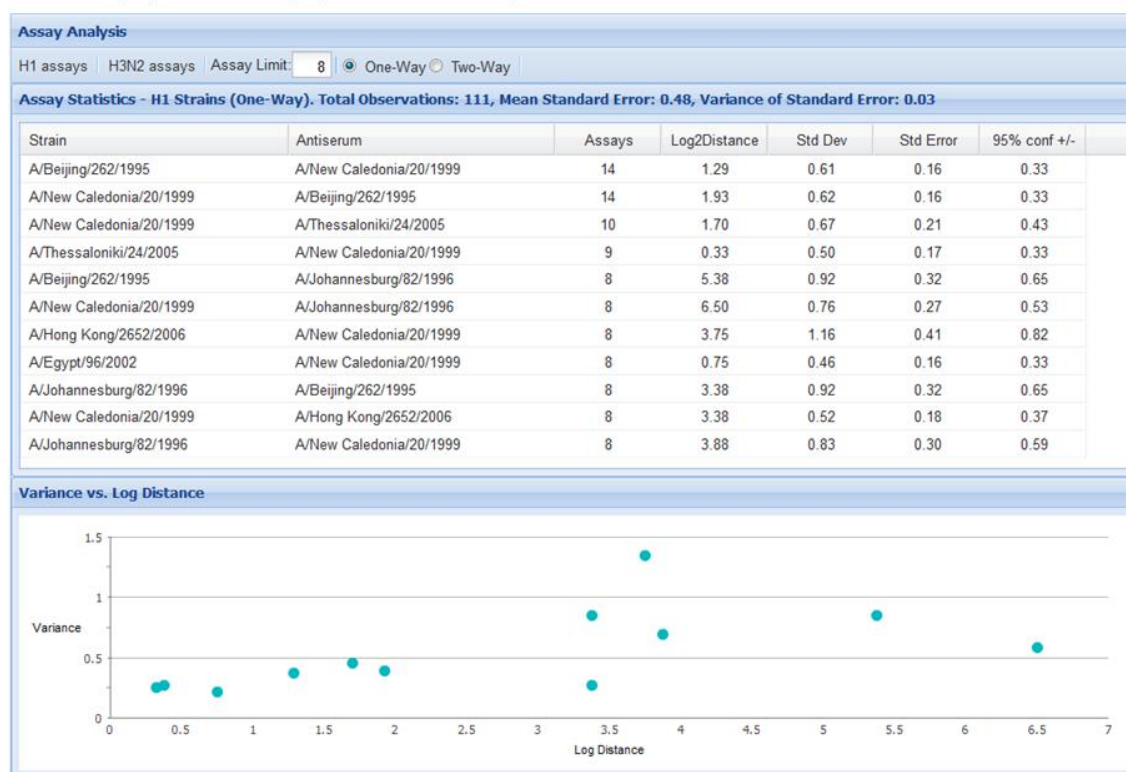 Assay Analysis
H1 assays H3N2 assays Assay Limit: 8 One-Way Two-Way
Assay Statistics - H1 Strains (One-Way). Total Observations: 111, Mean Standard Error: 0.48, Variance of Standard Error: 0.03
Strain Antiserum Assays Log2Distance Std Dev Std Error 95% conf +/-
A/Beijing/262/1995 A/New Caledonia/20/1999 14 1.29 0.61 0.16 0.33
A/New Caledonia/20/1999 A/Beijing/262/1995 14 1.93 0.62 0.16 0.33
A/New Caledonia/20/1999 A/Thessaloniki/24/2005 10 1.70 0.67 0.21 0.43
A/Thessaloniki/24/2005 A/New Caledonia/20/1999 9 0.33 0.50 0.17 0.33
A/Beijing/262/1995 A/Johannesburg/82/1996 8 5.38 0.92 0.32 0.65
A/New Caledonia/20/1999 A/Johannesburg/82/1996 8 6.50 0.76 0.27 0.53
A/Hong Kong/2652/2006 A/New Caledonia/20/1999 8 3.75 1.16 0.41 0.82
A/Egypt/96/2002 A/New Caledonia/20/1999 8 0.75 0.46 0.16 0.33
A/Johannesburg/82/1996 A/Beijing/262/1995 8 3.38 0.92 0.32 0.65
A/New Caledonia/20/1999 A/Hong Kong/2652/2006 8 3.38 0.52 0.18 0.37
A/Johannesburg/82/1996 A/New Caledonia/20/1999 8 3.88 0.83 0.30 0.59
Variance vs. Log Distance
1.5
1
Variance
0.5
0
0 0.5 1 1.5 2 2.5 3 3.5 4 4.5 5 5.5 6 6.5 7
Log Distance